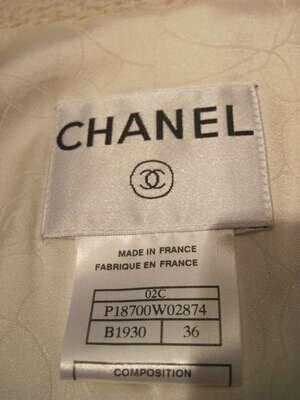 CHANEL
MADE IN FRANCE
FABRIQUE EN FRANCE
02C
P18700W02874
B1930 36
COMPOSITION